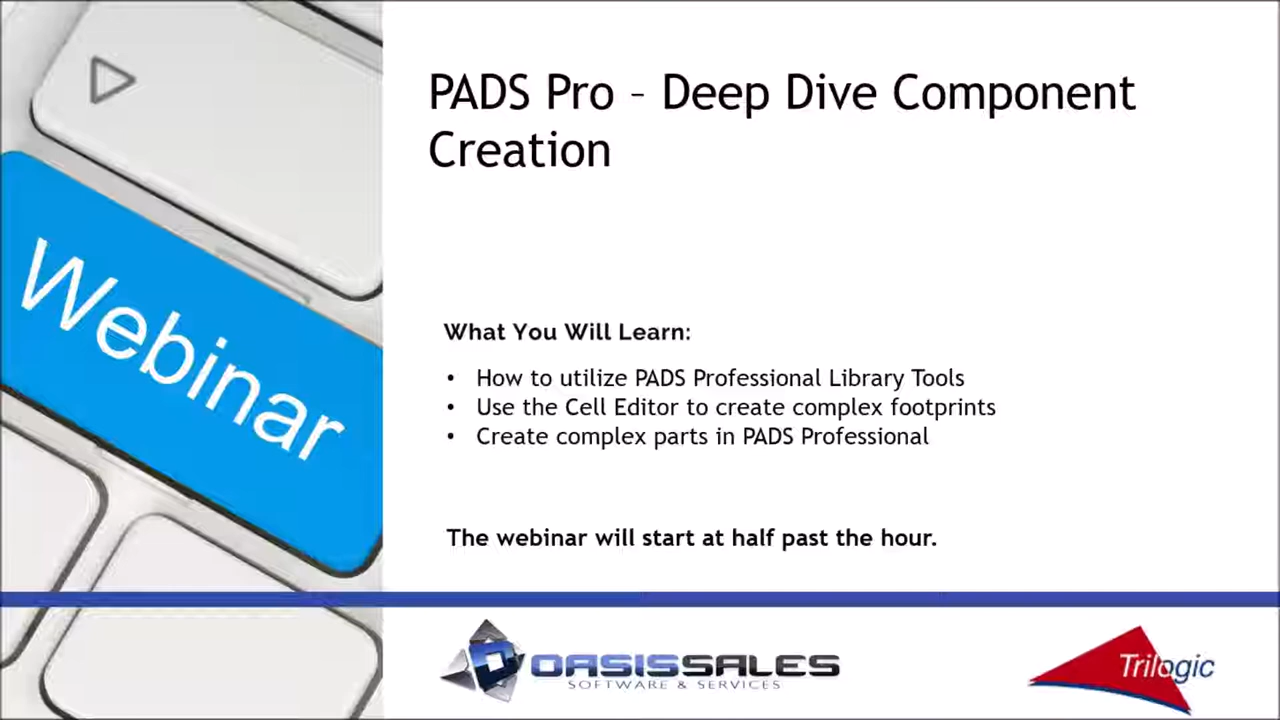 PADS Pro – Deep Dive Component
Creation
Webinar
What You Will Learn:
• How to utilize PADS Professional Library Tools
• Use the Cell Editor to create complex footprints
• Create complex parts in PADS Professional
The webinar will start at half past the hour.
OASISSALES
SOFTWARE & SERVICES
Trilogic